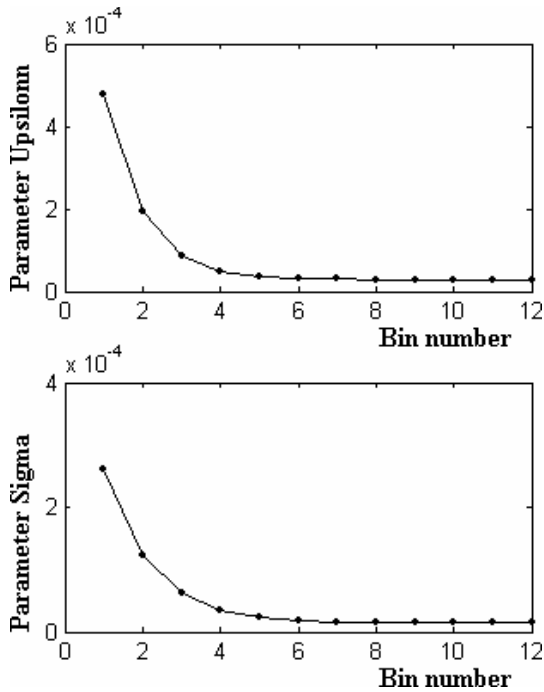 x 10-4
6
4
2
0
Parameter Upsilonn
0 2 4 6 8 10 12
Bin number
x 10-4
4
2
0
Parameter Sigma
0 2 4 6 8 10 12
Bin number